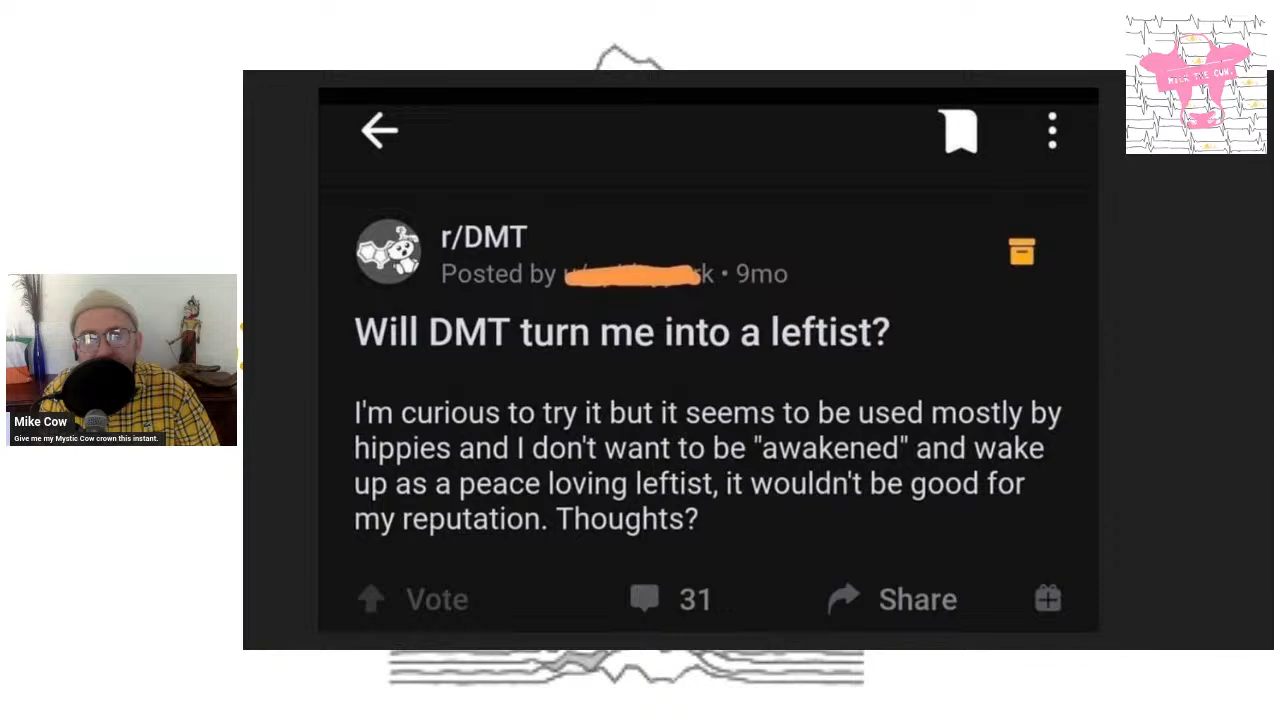 MILK THE COW.
r/DMT
Posted by k • 9mo
Will DMT turn me into a leftist?
I'm curious to try it but it seems to be used mostly by
hippies and I don't want to be "awakened" and wake
up as a peace loving leftist, it wouldn't be good for
my reputation. Thoughts?
Vote 31 Share
Mike Cow
Give me my Mystic Cow crown this instant.